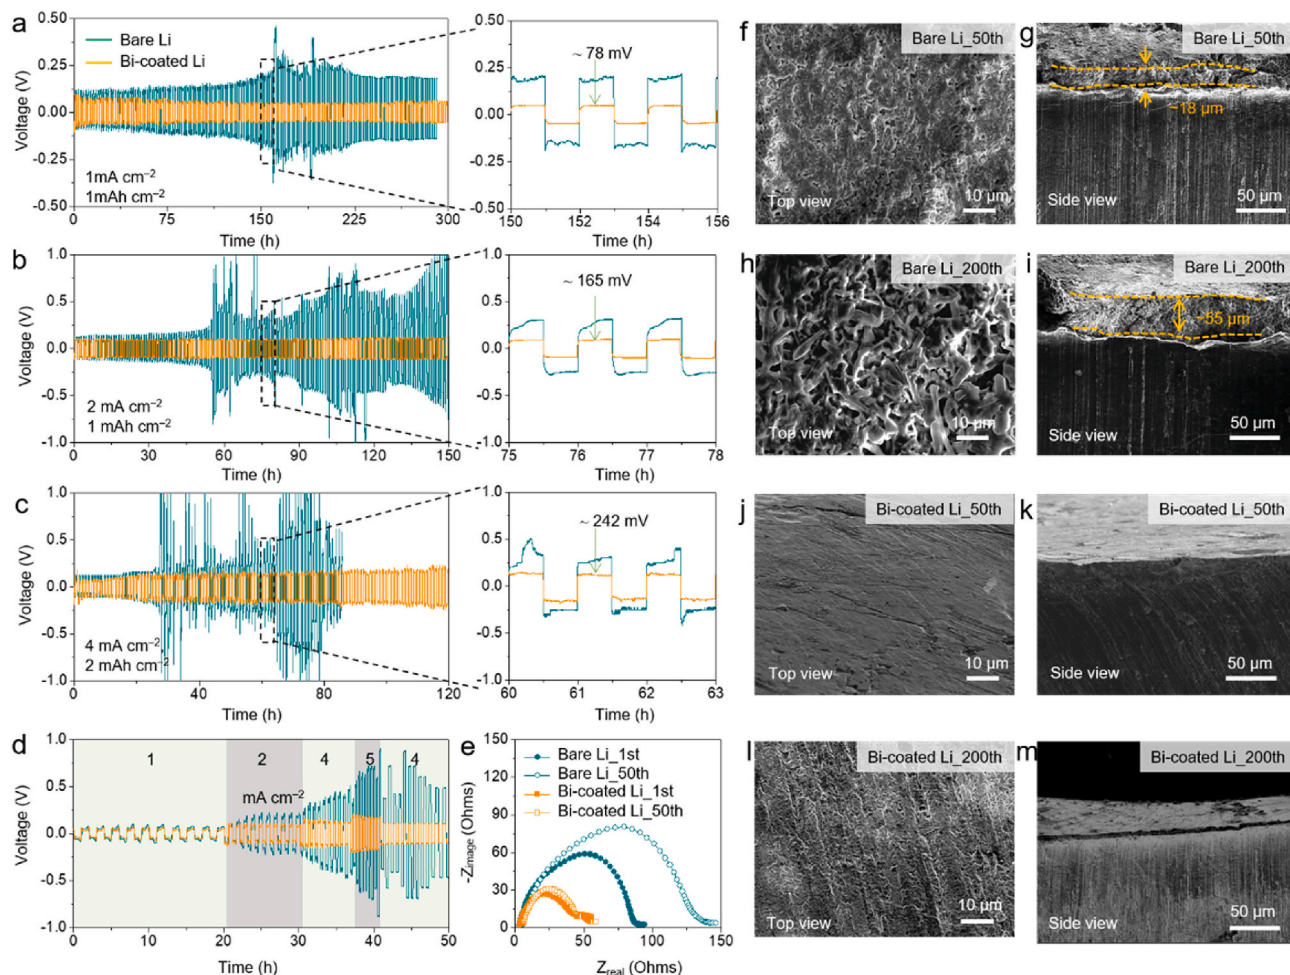 a
Bare Li
Bi-coated Li
Voltage (V)
0.50
0.25
0.00
-0.25
-0.50
1mA cm⁻²
1mAh cm⁻²
0
75
150
225
300
Time (h)
0.50
0.25
0.00
-0.25
-0.50
~ 78 mV
150
152
154
156
Time (h)
b
Voltage (V)
1.0
0.5
0.0
-0.5
-1.0
2 mA cm⁻²
1 mAh cm⁻²
0
30
60
90
120
150
Time (h)
1.0
0.5
0.0
-0.5
-1.0
~ 165 mV
75
76
77
78
Time (h)
c
Voltage (V)
1.0
0.5
0.0
-0.5
-1.0
4 mA cm⁻²
2 mAh cm⁻²
0
40
80
120
Time (h)
1.0
0.5
0.0
-0.5
-1.0
~ 242 mV
60
61
62
63
Time (h)
d
Voltage (V)
1.0
0.5
0.0
-0.5
-1.0
1
2
4
5
4
mA cm⁻²
0
10
20
30
40
50
Time (h)
e
-Zimage (Ohms)
150
120
90
60
30
0
Bare Li_1st
Bare Li_50th
Bi-coated Li_1st
Bi-coated Li_50th
0
50
100
150
Zreal (Ohms)
f
Bare Li_50th
Top view
10 μm
g
Bare Li_50th
~18 μm
Side view
50 μm
h
Bare Li_200th
Top view
10 μm
i
Bare Li_200th
~55 μm
Side view
50 μm
j
Bi-coated Li_50th
Top view
10 μm
k
Bi-coated Li_50th
Side view
50 μm
l
Bi-coated Li_200th
Top view
10 μm
m
Bi-coated Li_200th
Side view
50 μm